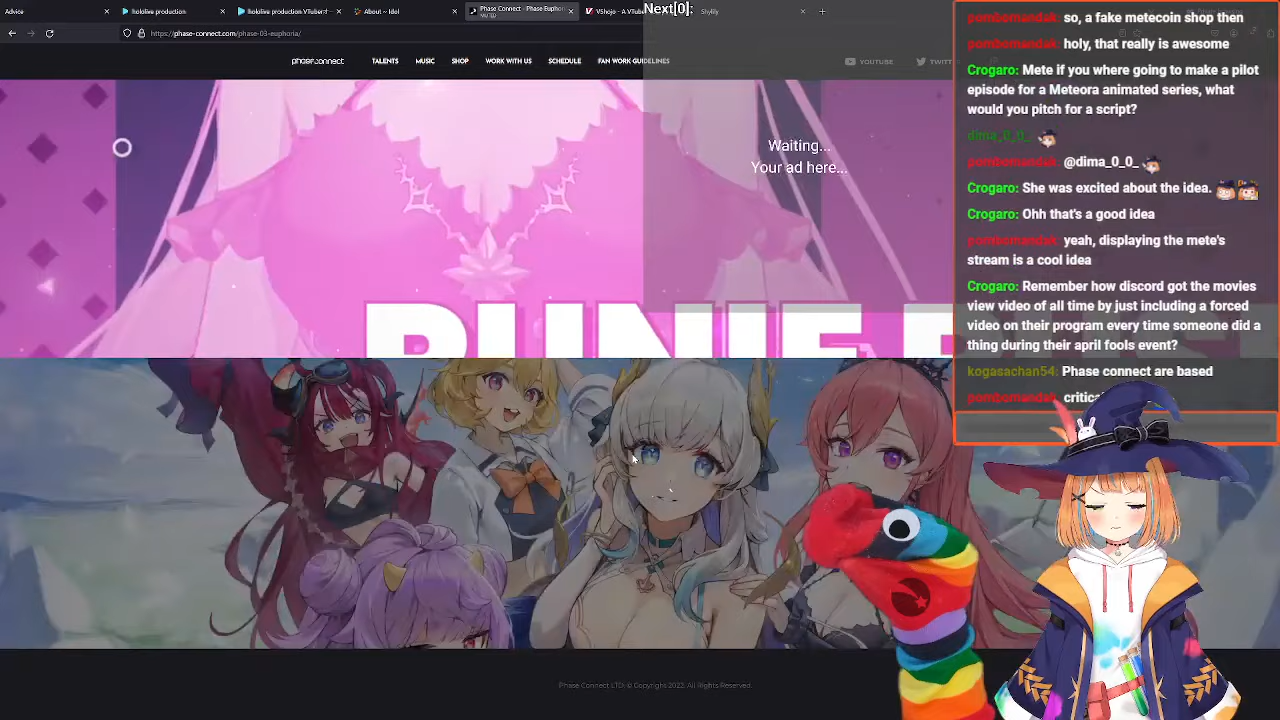 Next[0]:
Advice
hololive production
hololive production VTubers
About ~ Idol
Phase Connect - Phase Euphoria
VShojo - A VTube
Shylily
https://phase-connect.com/phase-03-euphoria/
TALENTS
MUSIC
SHOP
WORK WITH US
SCHEDULE
FAN WORK GUIDELINES
YOUTUBE
Waiting...
Your ad here...
pombomandak: so, a fake metecoin shop then
pombomandak: holy, that really is awesome
Crogaro: Mete if you where going to make a pilot
episode for a Meteora animated series, what
would you pitch for a script?
dima_0_0_:
pombomandak: @dima_0_0_
Crogaro: She was excited about the idea.
Crogaro: Ohh that's a good idea
pombomandak: yeah, displaying the mete's
stream is a cool idea
Crogaro: Remember how discord got the movies
view video of all time by just including a forced
video on their program every time someone did a
thing during their april fools event?
kogasachan54: Phase connect are based
pombomandak:
Phase Connect LTD. © Copyright 2022. All Rights Reserved.